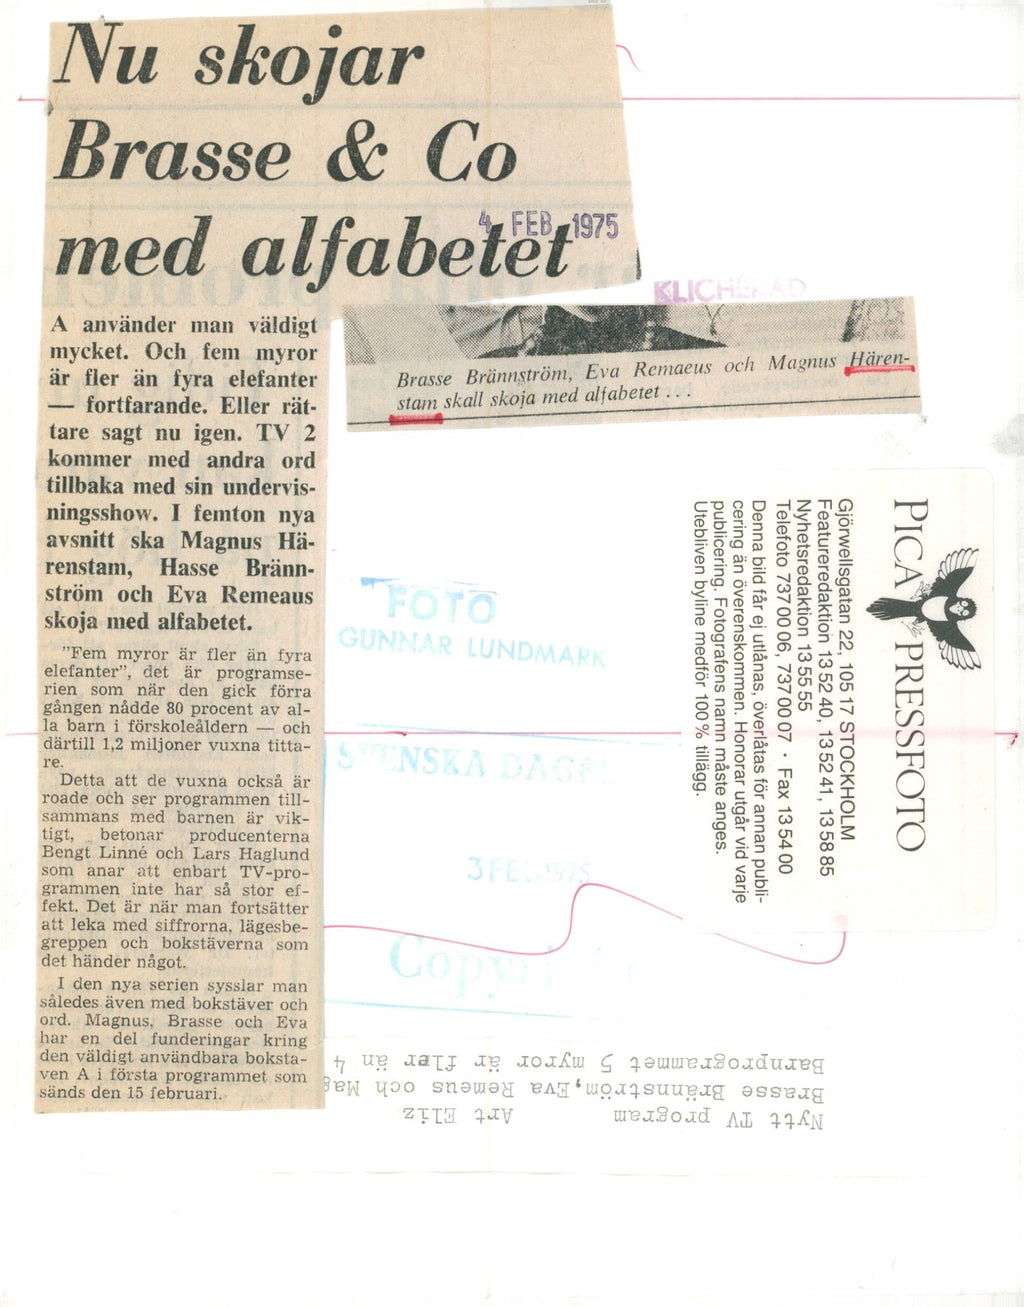 Nu skojar
Brasse & Co
med alfabetet
4 FEB 1975
KLICHERAD
A använder man väldigt
mycket. Och fem myror
är fler än fyra elefanter
— fortfarande. Eller rät-
tare sagt nu igen. TV 2
kommer med andra ord
tillbaka med sin undervis-
ningsshow. I femton nya
avsnitt ska Magnus Hä-
renstam, Hasse Bränn-
ström och Eva Remeaus
skoja med alfabetet.
"Fem myror är fler än fyra
elefanter", det är programse-
rien som när den gick förra
gången nådde 80 procent av al-
la barn i förskoleåldern — och
därtill 1,2 miljoner vuxna titta-
re.
Detta att de vuxna också är
roade och ser programmen till-
sammans med barnen är vik-
tigt, betonar producenterna
Bengt Linné och Lars Haglund
som anar att enbart TV-pro-
grammen inte har så stor ef-
fekt. Det är när man fortsätter
att leka med siffrorna, lägesbe-
greppen och bokstäverna som
det händer något.
I den nya serien sysslar man
således även med bokstäver och
ord. Magnus, Brasse och Eva
har en del funderingar kring
den väldigt användbara boksta-
ven A i första programmet som
sänds den 15 februari.
Brasse Brännström, Eva Remaeus och Magnus Hären-
stam skall skoja med alfabetet . . .
PICA PRESSFOTO
Gjörwellsgatan 22, 105 17 STOCKHOLM
Featureredaktion 13 52 40, 13 52 41, 13 58 85
Nyhetsredaktion 13 55 55
Telefoto 737 00 06, 737 00 07 · Fax 13 54 00
Denna bild får ej utlånas, överlåtas för annan publi-
cering än överenskommen. Honorar utgår vid varje
publicering. Fotografens namn måste anges.
Utebliven byline medför 100% tillägg.
FOTO
GUNNAR LUNDMARK
SVENSKA DAGB
3 FEB 1975
Copyri
Nytt TV program Art Eliz
Brasse Brännström, Eva Remeus och Mag
Barnprogrammet 5 myror är fler än 4